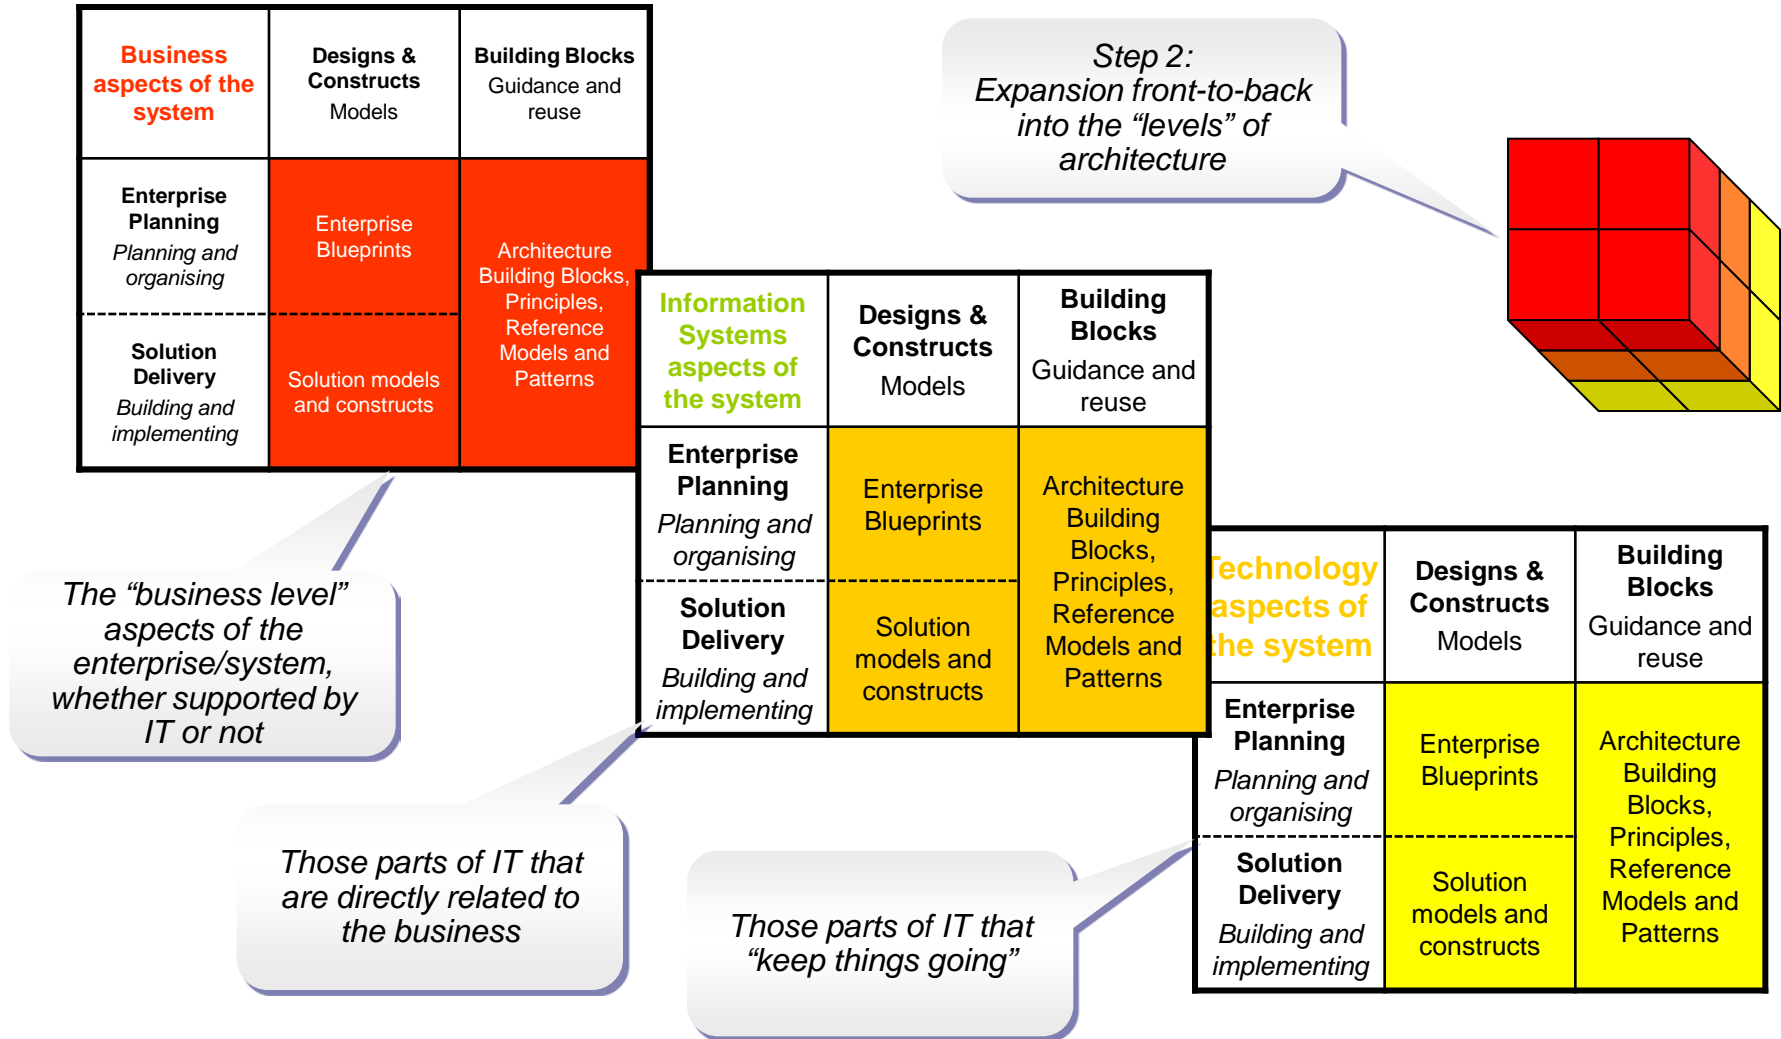 Business
aspects of the
system
Designs &
Constructs
Models
Building Blocks
Guidance and
reuse
Enterprise
Planning
Planning and
organising
Enterprise
Blueprints
Architecture
Building Blocks,
Principles,
Reference
Models and
Patterns
Solution
Delivery
Building and
implementing
Solution models
and constructs
Step 2:
Expansion front-to-back
into the “levels” of
architecture
Information
Systems
aspects of
the system
Designs &
Constructs
Models
Building
Blocks
Guidance and
reuse
Enterprise
Planning
Planning and
organising
Enterprise
Blueprints
Architecture
Building
Blocks,
Principles,
Reference
Models and
Patterns
Solution
Delivery
Building and
implementing
Solution
models and
constructs
Technology
aspects of
the system
Designs &
Constructs
Models
Building
Blocks
Guidance and
reuse
Enterprise
Planning
Planning and
organising
Enterprise
Blueprints
Architecture
Building
Blocks,
Principles,
Reference
Models and
Patterns
Solution
Delivery
Building and
implementing
Solution
models and
constructs
The “business level”
aspects of the
enterprise/system,
whether supported by
IT or not
Those parts of IT that
are directly related to
the business
Those parts of IT that
“keep things going”